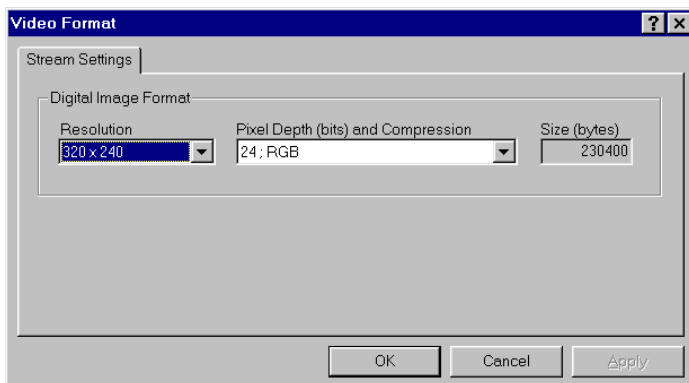 Video Format
Stream Settings
Digital Image Format
Resolution Pixel Depth (bits) and Compression Size (bytes)
320 x 240 24 ; RGB 230400
OK Cancel Apply